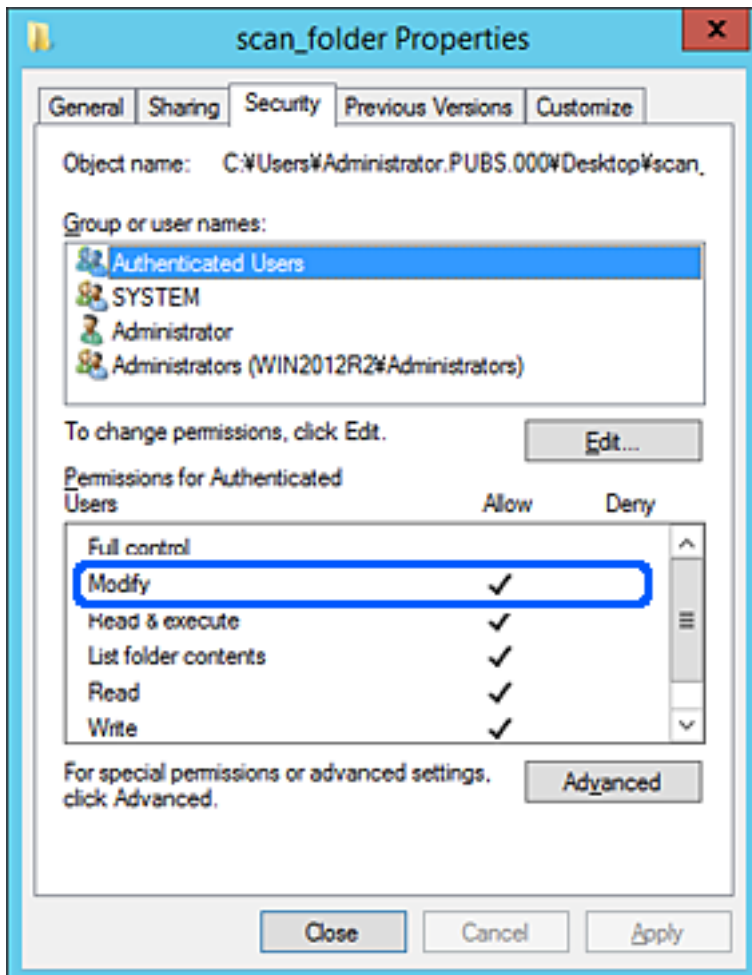 scan_folder Properties
x
General Sharing Security Previous Versions Customize
Object name: C:¥Users¥Administrator.PUBS.000¥Desktop¥scan_
Group or user names:
Authenticated Users
SYSTEM
Administrator
Administrators (WIN2012R2¥Administrators)
To change permissions, click Edit.
Edit...
Permissions for Authenticated
Users Allow Deny
Full control
Modify
Read & execute
List folder contents
Read
Write
For special permissions or advanced settings,
click Advanced.
Advanced
Close Cancel Apply